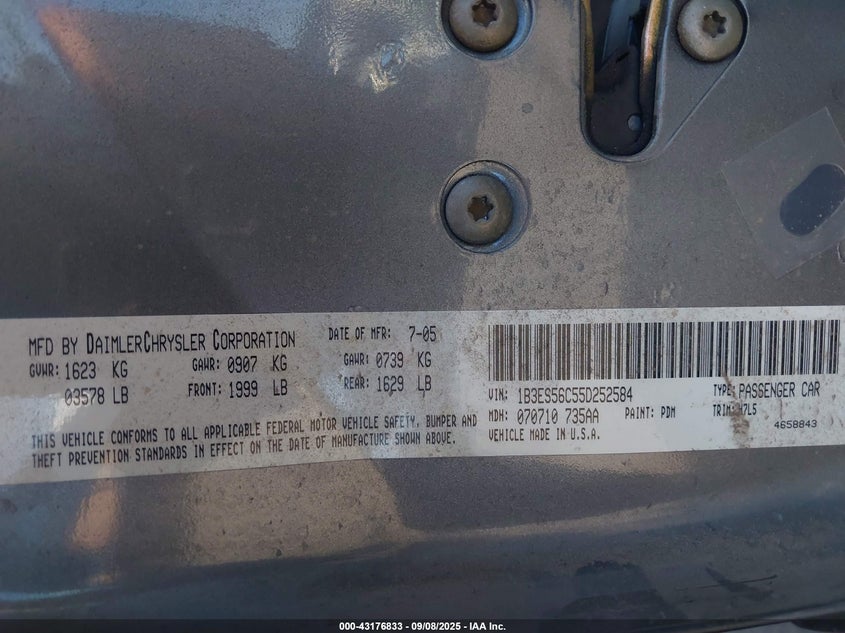 MFD BY DAIMLERCHRYSLER CORPORATION DATE OF MFR: 7-05
GVWR: 1623 KG GAWR: 0907 KG GAWR: 0739 KG
03578 LB FRONT: 1999 LB REAR: 1629 LB
THIS VEHICLE CONFORMS TO ALL APPLICABLE FEDERAL MOTOR VEHICLE SAFETY, BUMPER AND
THEFT PREVENTION STANDARDS IN EFFECT ON THE DATE OF MANUFACTURE SHOWN ABOVE.
VIN: 1B3ES56C55D252584 TYPE: PASSENGER CAR
MDH: 070710 735AA PAINT: PDM TRIM: 
VEHICLE MADE IN U.S.A. 4658843
000-43176833 - 09/08/2025 - IAA Inc.